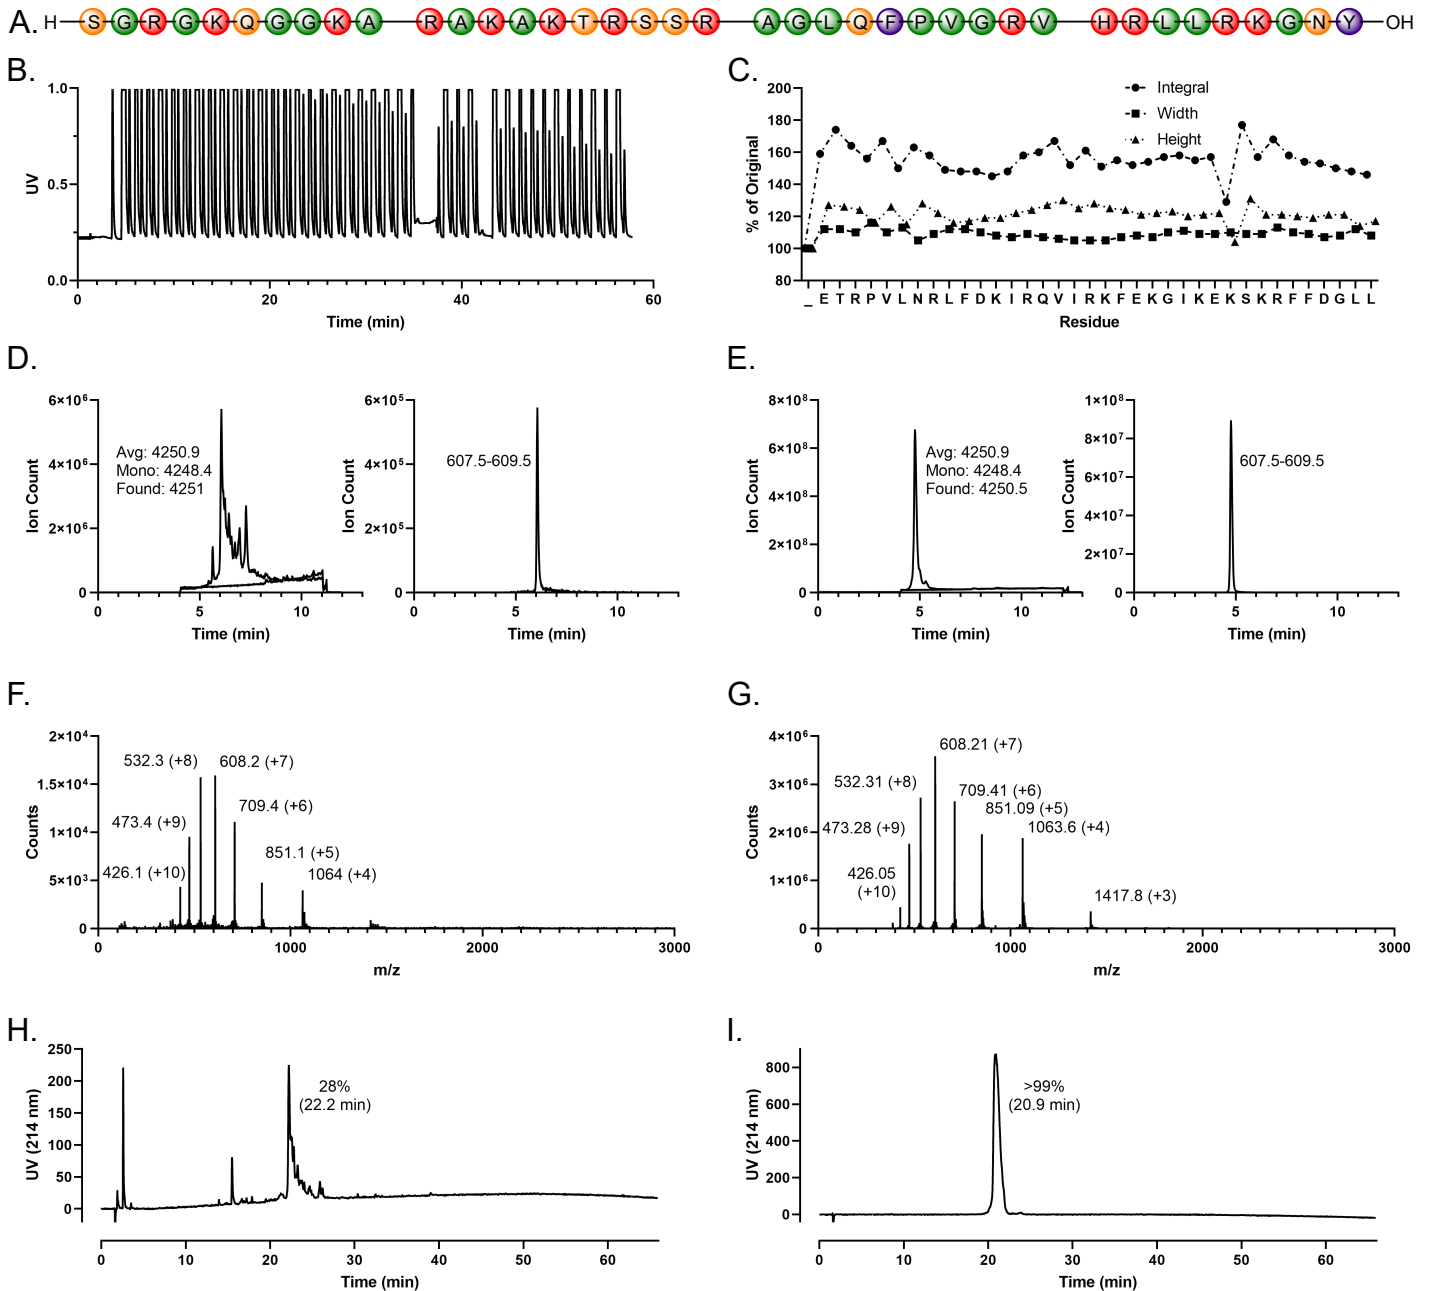 A. H S G R G K Q G G K A R A K A K T R S S R A G L Q F P V G R V H R L L R K G N Y OH
B.
1.0
0.5
0.0
UV
0 20 40 60
Time (min)
C.
200
180
160
140
120
100
80
% of Original
Integral
Width
Height
_ E T R P V L N R L F D K I R Q V I R K F E K G I K E K S K R F F D G L L
Residue
D.
6×10⁶
4×10⁶
2×10⁶
0
Ion Count
Avg: 4250.9
Mono: 4248.4
Found: 4251
0 5 10
Time (min)
6×10⁵
4×10⁵
2×10⁵
0
Ion Count
607.5-609.5
0 5 10
Time (min)
E.
8×10⁸
6×10⁸
4×10⁸
2×10⁸
0
Ion Count
Avg: 4250.9
Mono: 4248.4
Found: 4250.5
0 5 10
Time (min)
1×10⁸
8×10⁷
6×10⁷
4×10⁷
2×10⁷
0
Ion Count
607.5-609.5
0 5 10
Time (min)
F.
2×10⁴
1.5×10⁴
1×10⁴
5×10³
0
Counts
532.3 (+8)
608.2 (+7)
709.4 (+6)
473.4 (+9)
851.1 (+5)
426.1 (+10)
1064 (+4)
0 1000 2000 3000
m/z
G.
4×10⁶
3×10⁶
2×10⁶
1×10⁶
0
Counts
608.21 (+7)
532.31 (+8)
709.41 (+6)
851.09 (+5)
473.28 (+9)
1063.6 (+4)
426.05
(+10)
1417.8 (+3)
0 1000 2000 3000
m/z
H.
250
200
150
100
50
0
UV (214 nm)
28%
(22.2 min)
0 10 20 30 40 50 60
Time (min)
I.
800
600
400
200
0
UV (214 nm)
>99%
(20.9 min)
0 10 20 30 40 50 60
Time (min)